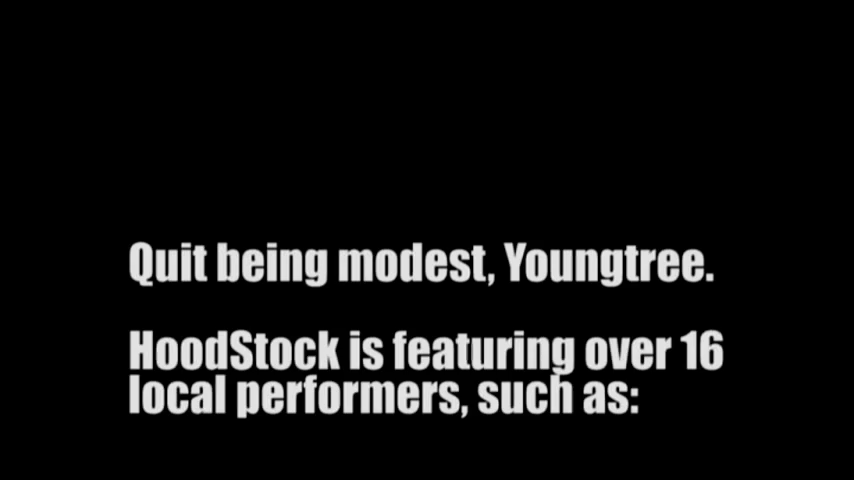 Quit being modest, Youngtree.
HoodStock is featuring over 16
local performers, such as: